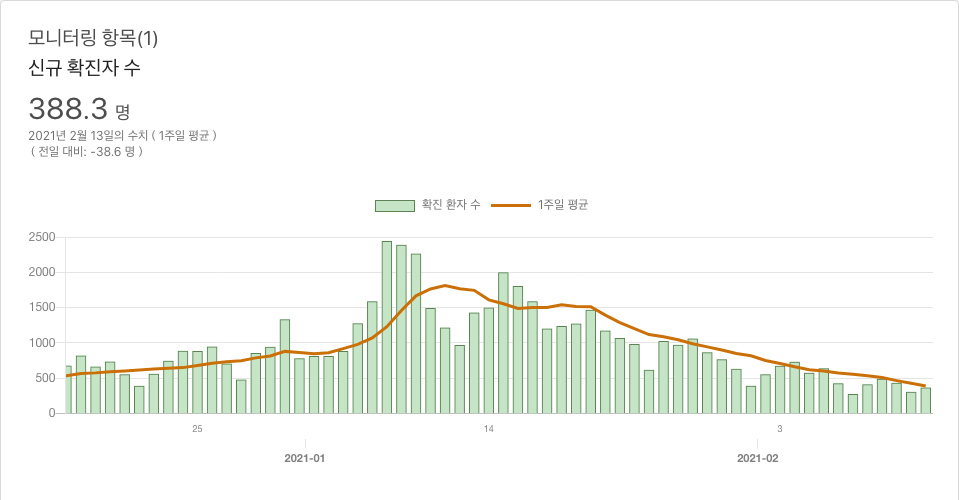 모니터링 항목(1)
신규 확진자 수
388.3 명
2021년 2월 13일의 수치 ( 1주일 평균 )
( 전일 대비: -38.6 명 )
확진 환자 수 1주일 평균
2500
2000
1500
1000
500
0
25 14 3
2021-01 2021-02